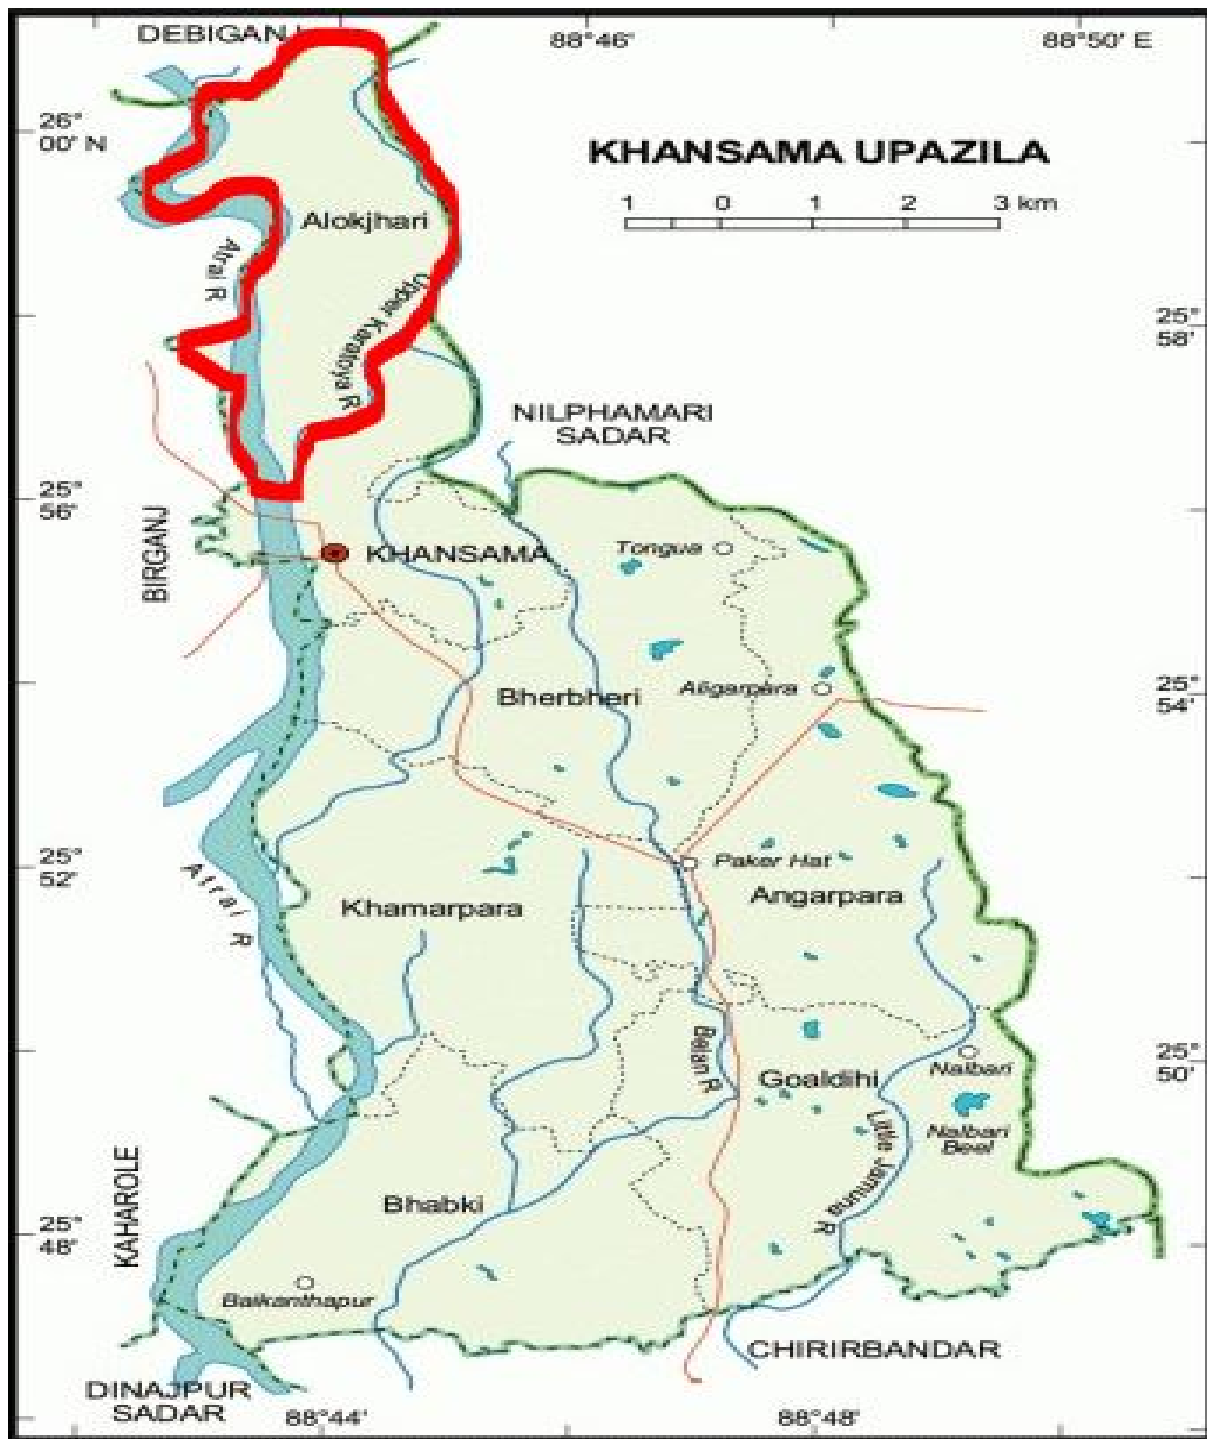 DEBIGANJ
88°46'
88°50' E
26°
00' N
KHANSAMA UPAZILA
1 0 1 2 3 km
Alokjhari
Atrai R
Upper Karatoya R
25°
58'
NILPHAMARI
SADAR
25°
56'
BIRGANJ
KHANSAMA
Tongua
Bherbheri
Aligarpara
25°
54'
25°
52'
Paker Hat
Angarpara
Khamarpara
Atrai R
Belan R
Goaldihi
Nalbari
25°
50'
Nalbari
Beel
Little Jamuna R
KAHAROLE
Bhabki
25°
48'
Baikanthapur
CHIRIRBANDAR
DINAJPUR
SADAR
88°44'
88°48'